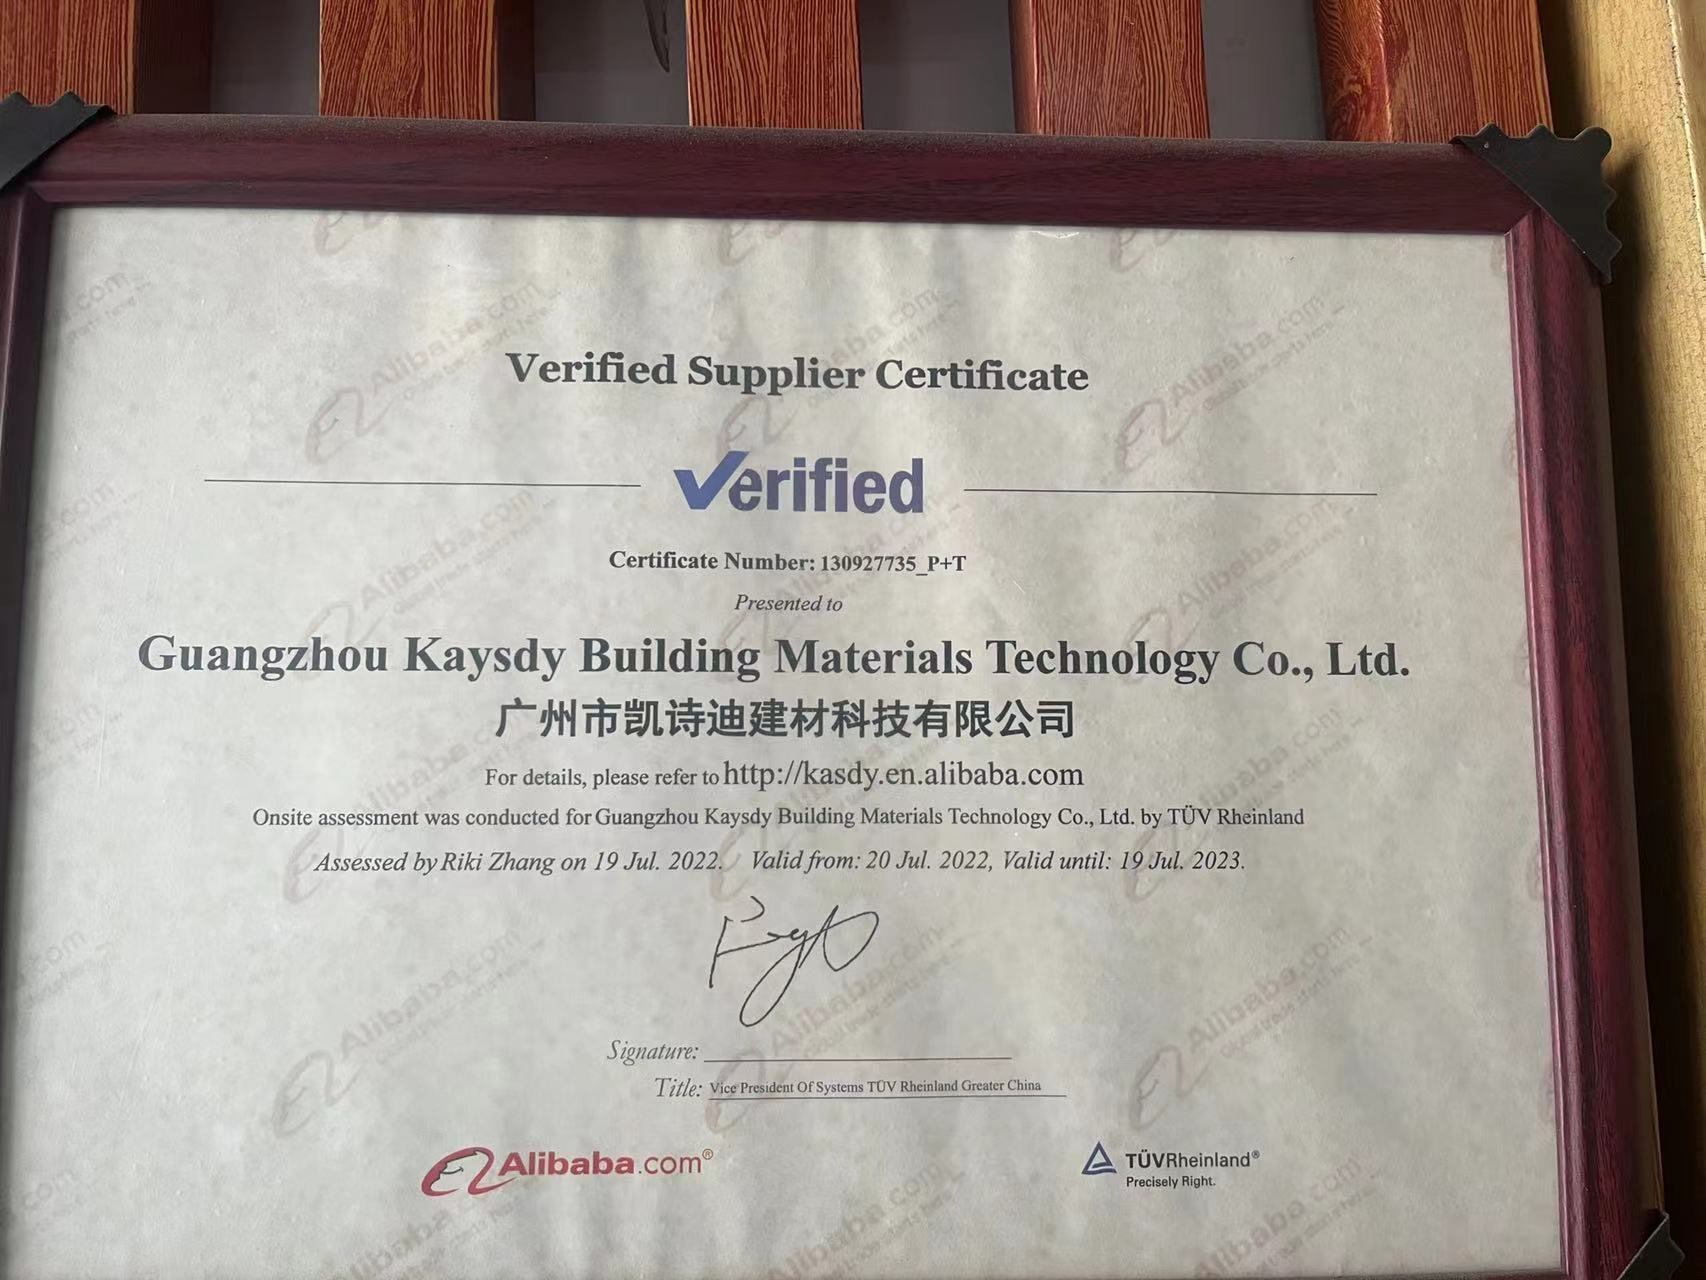 Verified Supplier Certificate
Verified
Certificate Number: 130927735_P+T
Presented to
Guangzhou Kaysdy Building Materials Technology Co., Ltd.
广州市凯诗迪建材科技有限公司
For details, please refer to http://kasdy.en.alibaba.com
Onsite assessment was conducted for Guangzhou Kaysdy Building Materials Technology Co., Ltd. by TÜV Rheinland
Assessed by Riki Zhang on 19 Jul. 2022. Valid from: 20 Jul. 2022, Valid until: 19 Jul. 2023.
Signature:
Title: Vice President Of Systems TÜV Rheinland Greater China
Alibaba.com®
TÜVRheinland®
Precisely Right.